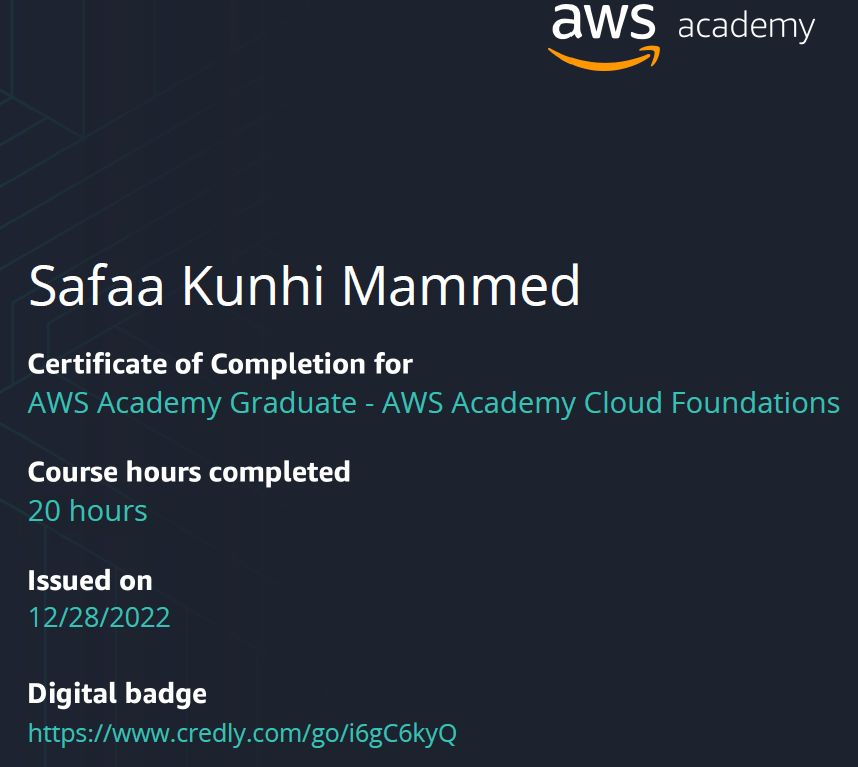 aws academy
Safaa Kunhi Mammed
Certificate of Completion for
AWS Academy Graduate - AWS Academy Cloud Foundations
Course hours completed
20 hours
Issued on
12/28/2022
Digital badge
https://www.credly.com/go/i6gC6kyQ